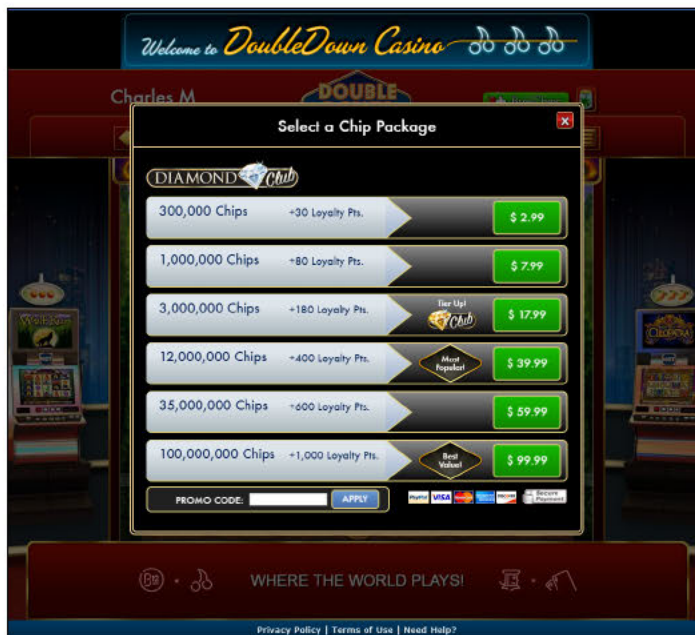 Welcome to DoubleDown Casino
Charles M
DOUBLE
Select a Chip Package
X
DIAMOND Club
300,000 Chips +30 Loyalty Pts. $ 2.99
1,000,000 Chips +80 Loyalty Pts. $ 7.99
3,000,000 Chips +180 Loyalty Pts. Tier Up! Club $ 17.99
12,000,000 Chips +400 Loyalty Pts. Most Popular! $ 39.99
35,000,000 Chips +600 Loyalty Pts. $ 59.99
100,000,000 Chips +1,000 Loyalty Pts. Best Value! $ 99.99
PROMO CODE: APPLY PayPal VISA Secure Payment
WHERE THE WORLD PLAYS!
Privacy Policy | Terms of Use | Need Help?